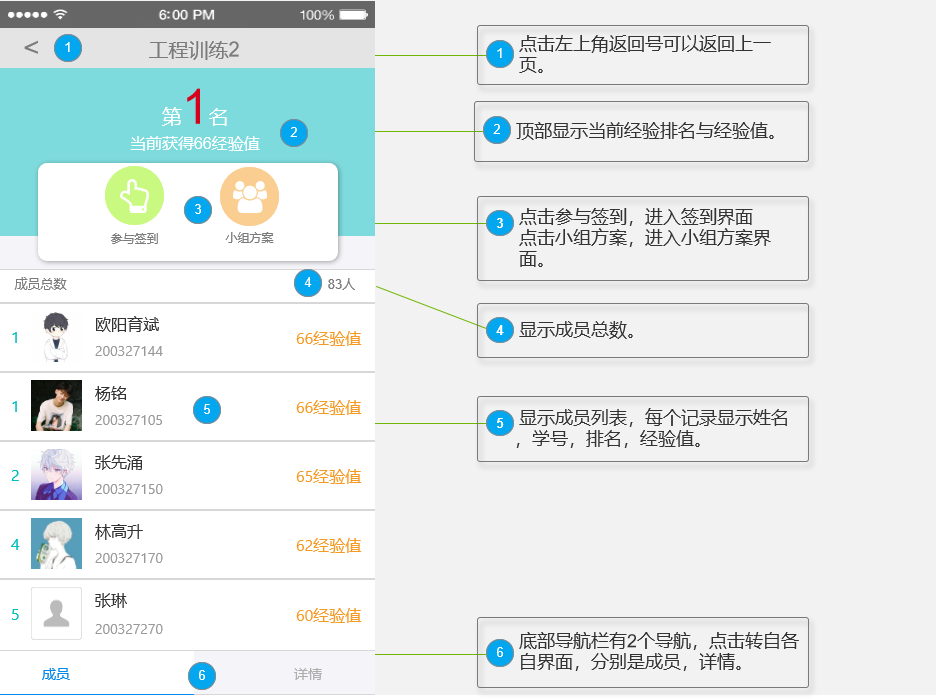 6:00 PM 100%
< 1 工程训练2
第1名
当前获得66经验值 2
3
参与签到 小组方案
成员总数 4 83人
1 欧阳育斌 66经验值
200327144
1 杨铭 66经验值
200327105 5
2 张先涌 65经验值
200327150
4 林高升 62经验值
200327170
5 张琳 60经验值
200327270
成员 6 详情
1 点击左上角返回号可以返回上一
页。
2 顶部显示当前经验排名与经验值。
3 点击参与签到，进入签到界面
点击小组方案，进入小组方案界
面。
4 显示成员总数。
5 显示成员列表，每个记录显示姓名
，学号，排名，经验值。
6 底部导航栏有2个导航，点击转自各
自界面，分别是成员，详情。